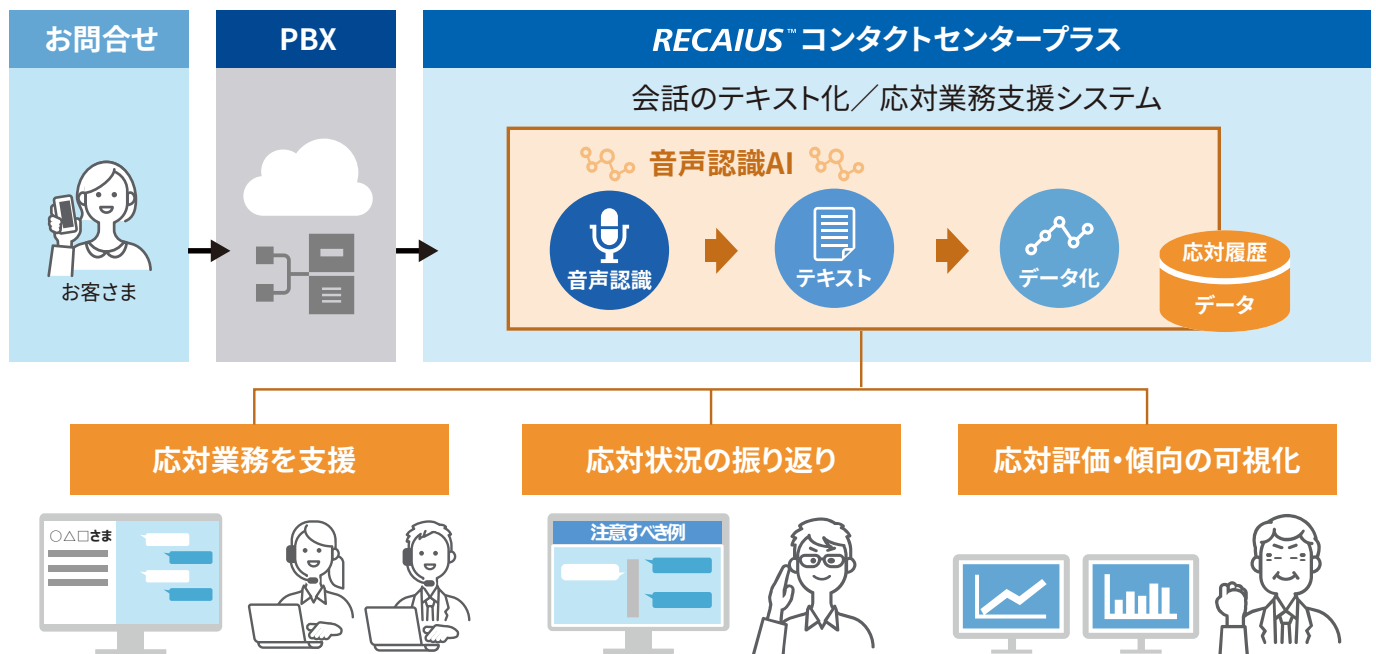 お問合せ
PBX
RECAIUS™ コンタクトセンタープラス
会話のテキスト化／応対業務支援システム
音声認識AI
音声認識
テキスト
データ化
応対履歴
データ
お客さま
応対業務を支援
応対状況の振り返り
応対評価・傾向の可視化
○△□さま
注意すべき例